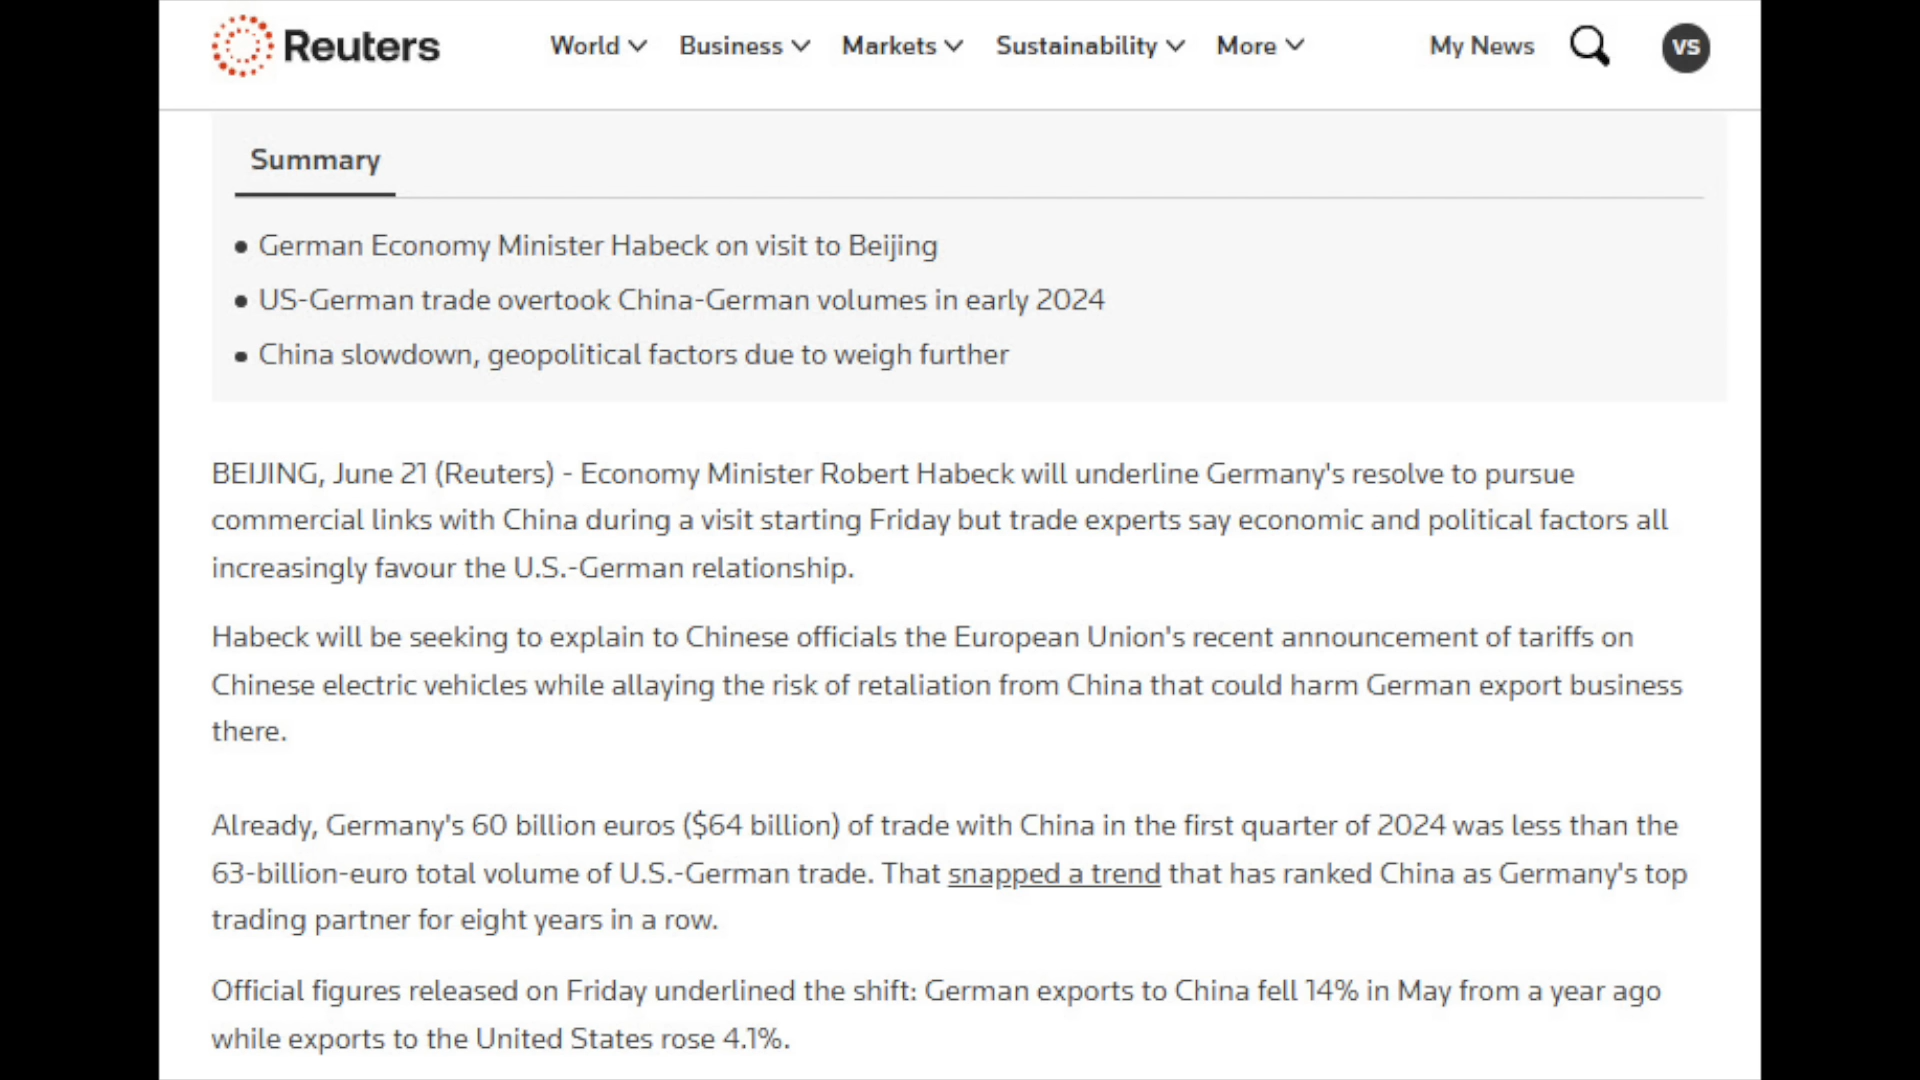 Reuters World Business Markets Sustainability More My News VS
Summary
German Economy Minister Habeck on visit to Beijing
US-German trade overtook China-German volumes in early 2024
China slowdown, geopolitical factors due to weigh further
BEIJING, June 21 (Reuters) - Economy Minister Robert Habeck will underline Germany's resolve to pursue
commercial links with China during a visit starting Friday but trade experts say economic and political factors all
increasingly favour the U.S.-German relationship.
Habeck will be seeking to explain to Chinese officials the European Union's recent announcement of tariffs on
Chinese electric vehicles while allaying the risk of retaliation from China that could harm German export business
there.
Already, Germany's 60 billion euros ($64 billion) of trade with China in the first quarter of 2024 was less than the
63-billion-euro total volume of U.S.-German trade. That snapped a trend that has ranked China as Germany's top
trading partner for eight years in a row.
Official figures released on Friday underlined the shift: German exports to China fell 14% in May from a year ago
while exports to the United States rose 4.1%.